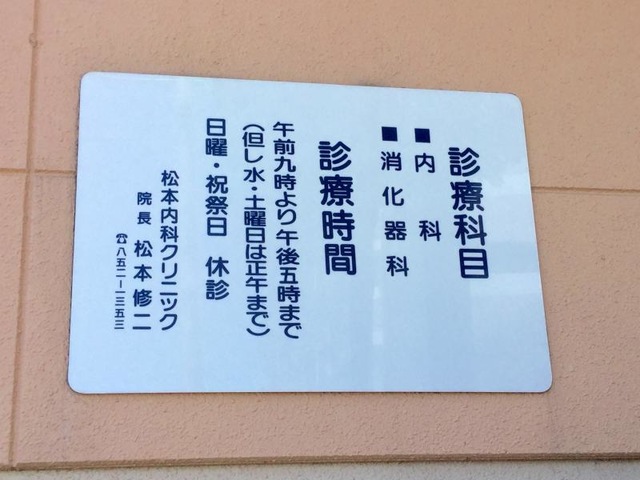 診療科目
■内科
■消化器科
診療時間
午前九時より午後五時まで
(但し水・土曜日は正午まで)
日曜・祝祭日 休診
松本内科クリニック
院長 松本修二
☎八五二ー一三五三